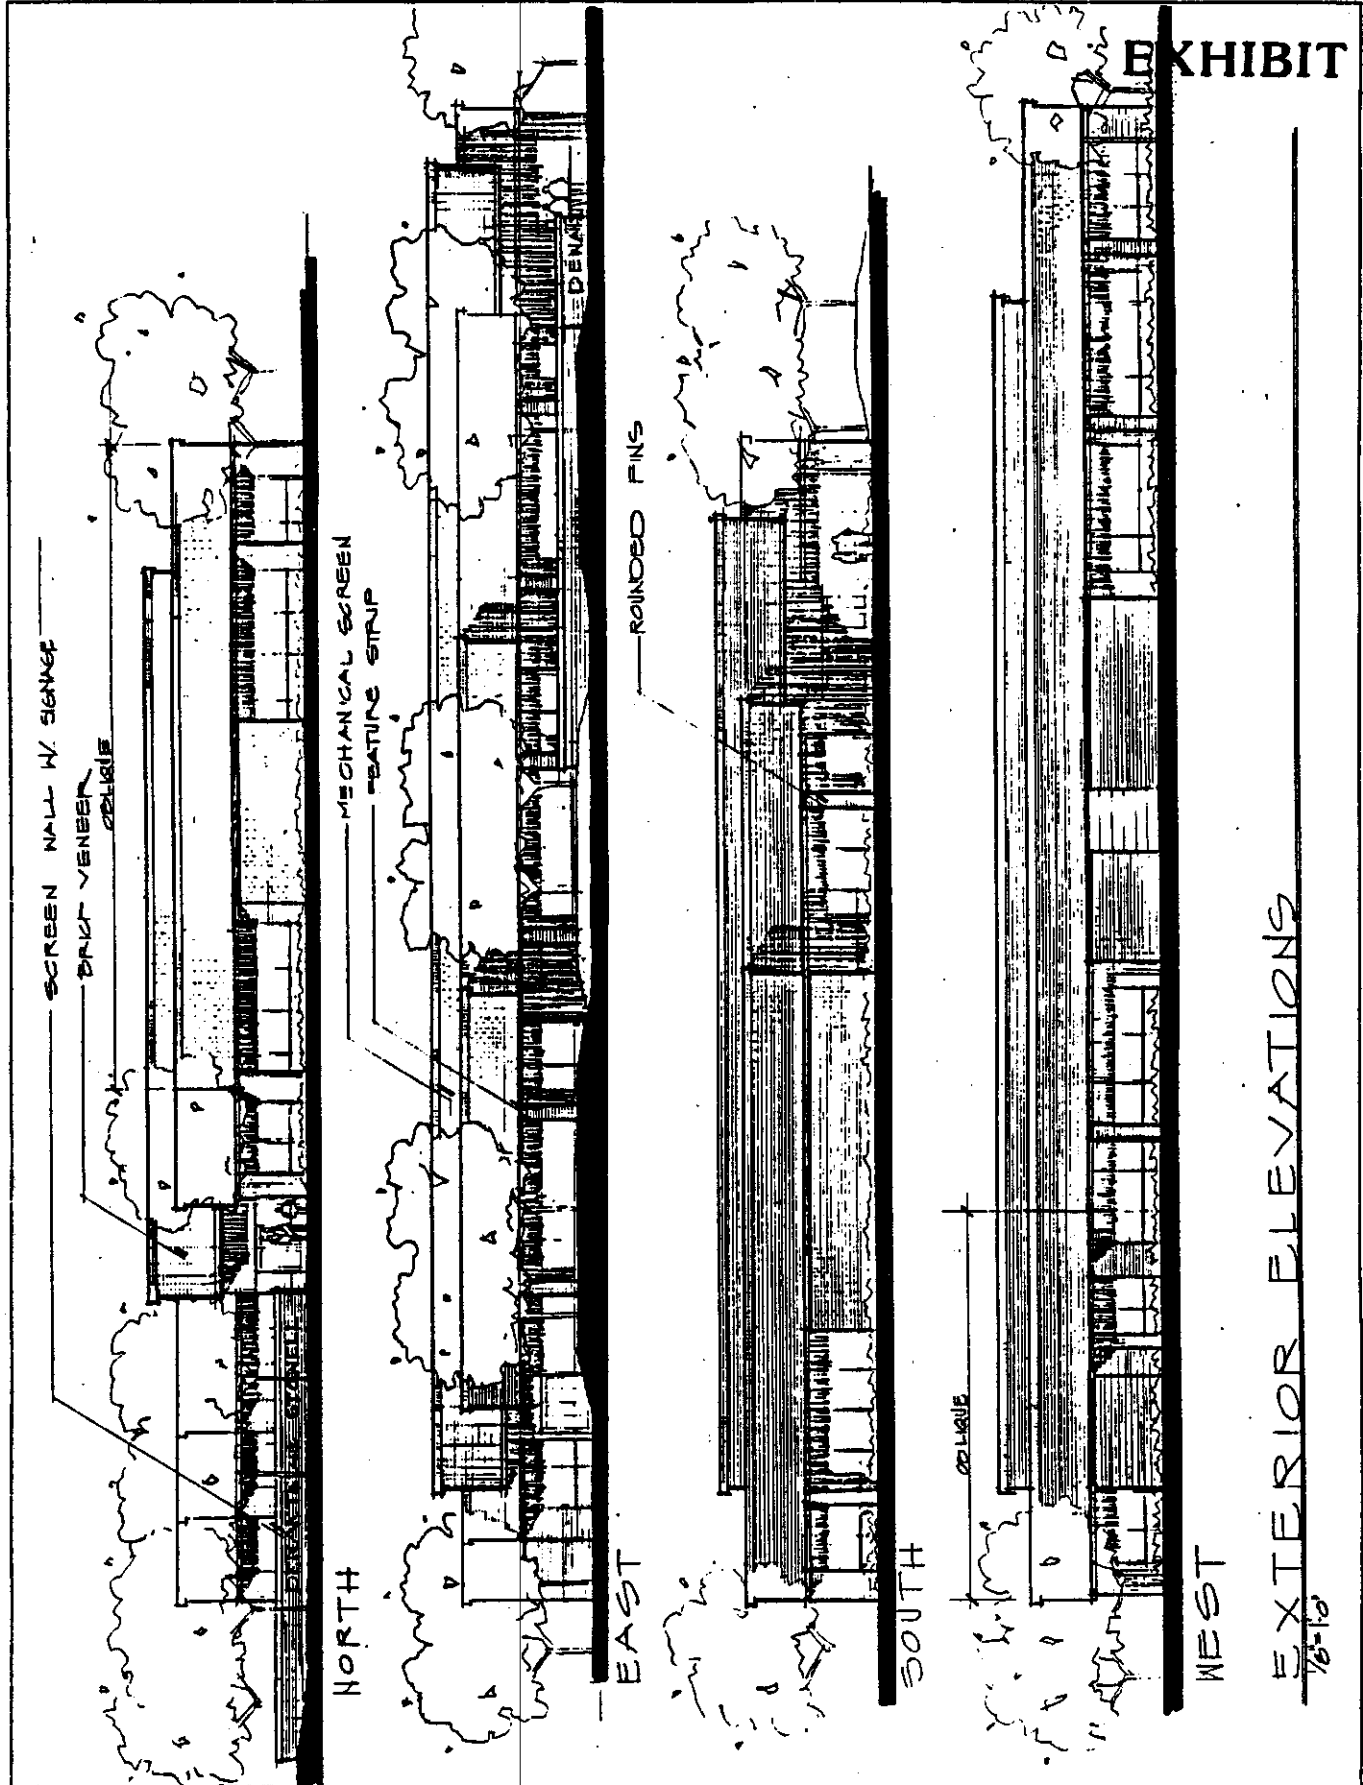 EXHIBIT
SCREEN WALL W/ SIGNAGE
BRICK VENEER
OBLIQUE
NORTH
MECHANICAL SCREEN
FEATURE STRIP
DENA
EAST
ROUNDED FINS
SOUTH
OBLIQUE
WEST
EXTERIOR ELEVATIONS
1/8"=1'-0"